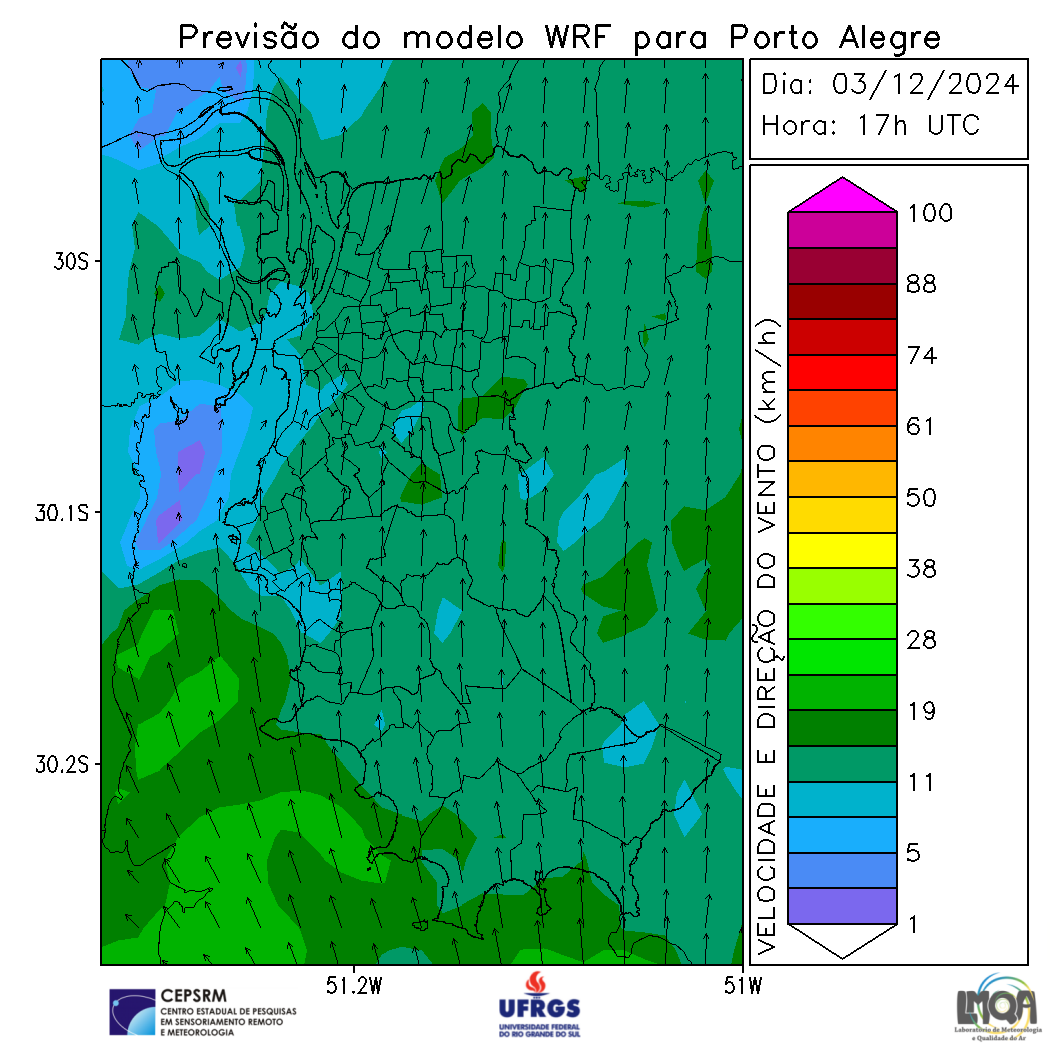 Previsão do modelo WRF para Porto Alegre
Dia: 03/12/2024
Hora: 17h UTC
30S
30.1S
30.2S
51.2W
51W
VELOCIDADE E DIREÇÃO DO VENTO (km/h)
100
88
74
61
50
38
28
19
11
5
1
CEPSRM
CENTRO ESTADUAL DE PESQUISAS
EM SENSORIAMENTO REMOTO
E METEOROLOGIA
UFRGS
UNIVERSIDADE FEDERAL
DO RIO GRANDE DO SUL
LMQA
Laboratório de Meteorologia
e Qualidade do Ar